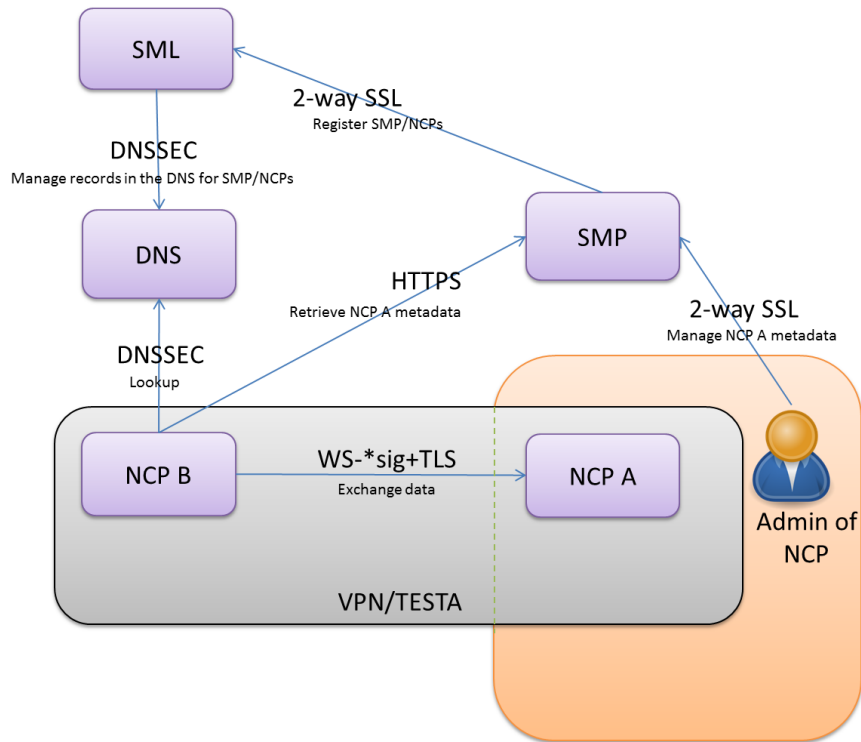 SML
2-way SSL
Register SMP/NCPs
DNSSEC
Manage records in the DNS for SMP/NCPs
DNS
SMP
HTTPS
Retrieve NCP A metadata
2-way SSL
Manage NCP A metadata
DNSSEC
Lookup
NCP B
WS-*sig+TLS
Exchange data
NCP A
Admin of
NCP
VPN/TESTA